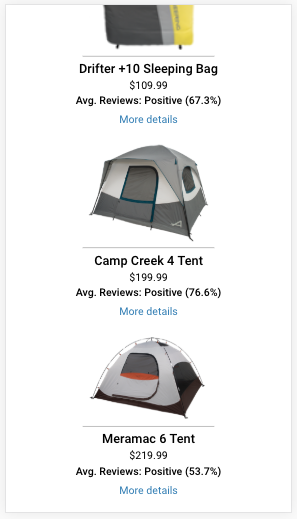 Drifter +10 Sleeping Bag
$109.99
Avg. Reviews: Positive (67.3%)
More details
Camp Creek 4 Tent
$199.99
Avg. Reviews: Positive (76.6%)
More details
Meramac 6 Tent
$219.99
Avg. Reviews: Positive (53.7%)
More details